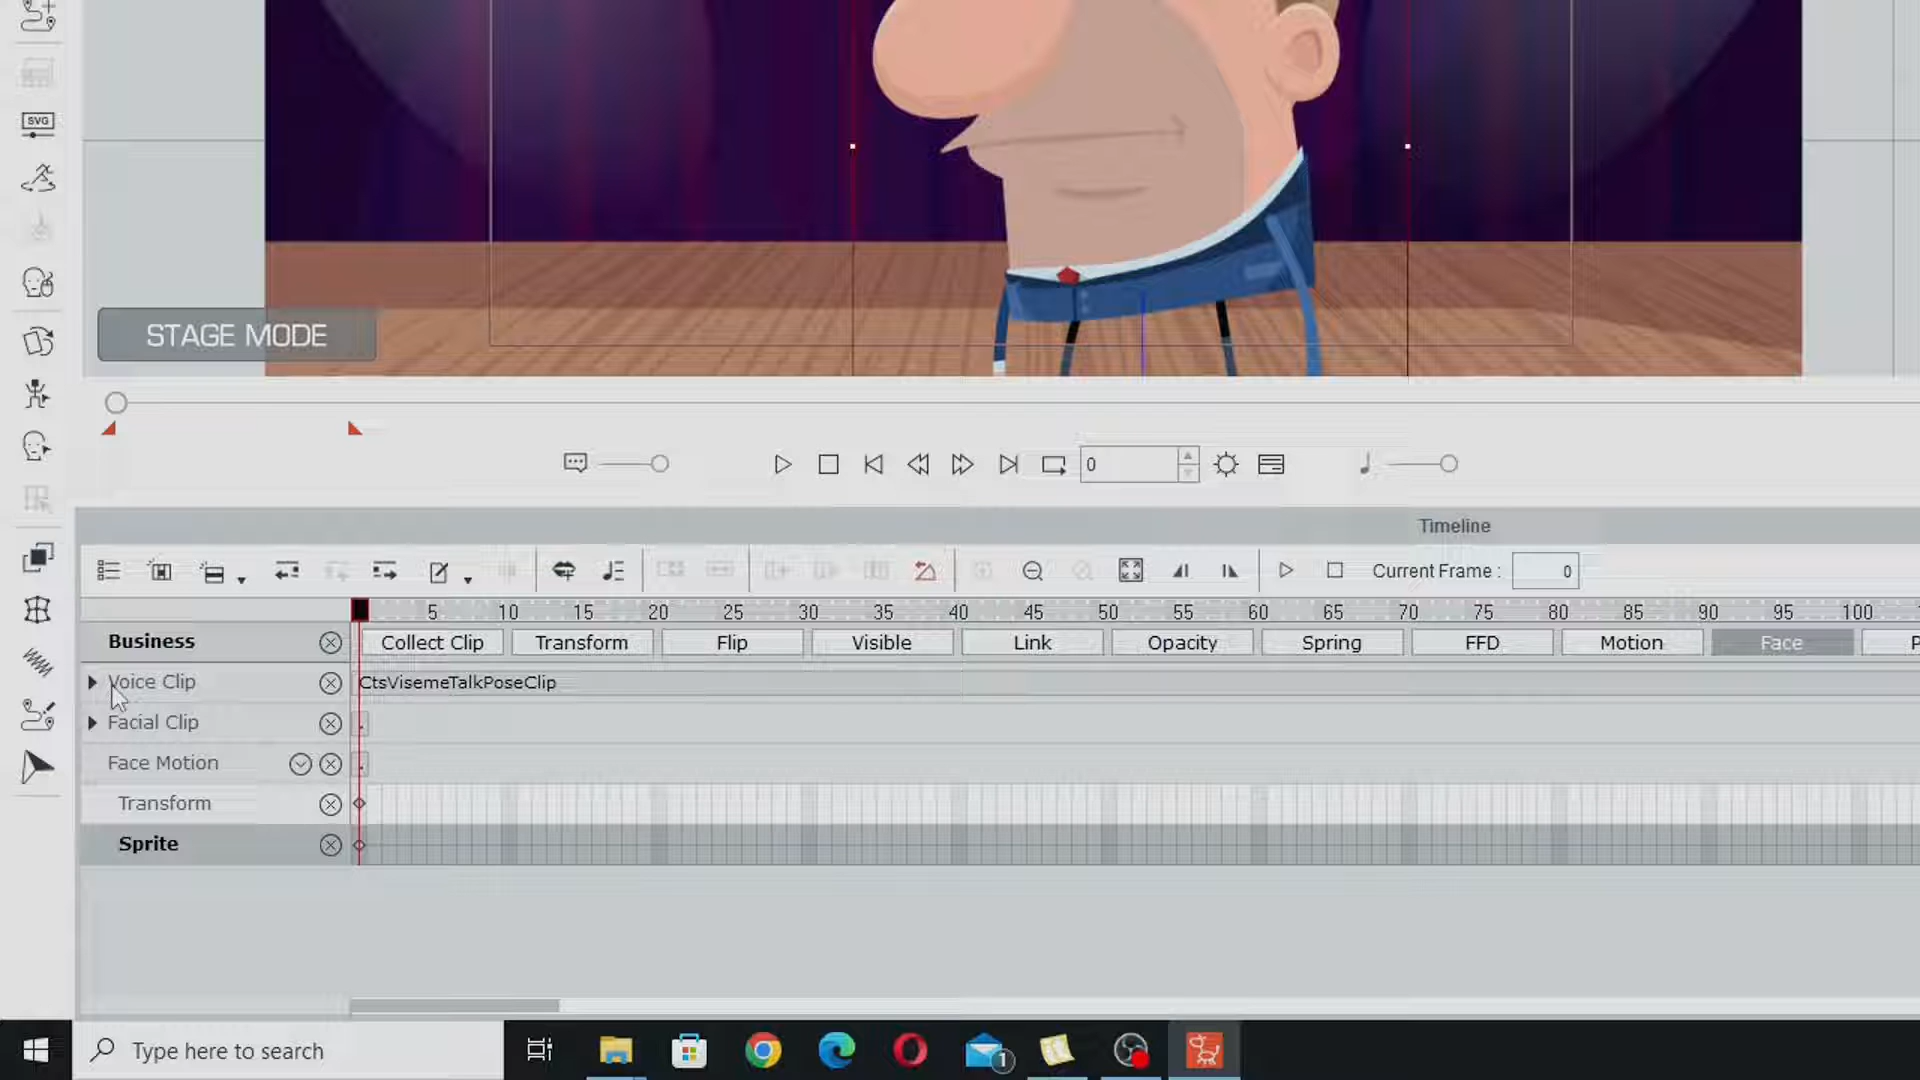 SVG
STAGE MODE
0
Timeline
Current Frame : 0
5 10 15 20 25 30 35 40 45 50 55 60 65 70 75 80 85 90 95 100
Business Collect Clip Transform Flip Visible Link Opacity Spring FFD Motion Face P
Voice Clip CtsVisemeTalkPoseClip
Facial Clip
Face Motion
Transform
Sprite
Type here to search
1